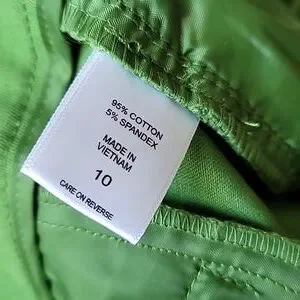 95% COTTON
5% SPANDEX
MADE IN
VIETNAM
10
CARE ON REVERSE